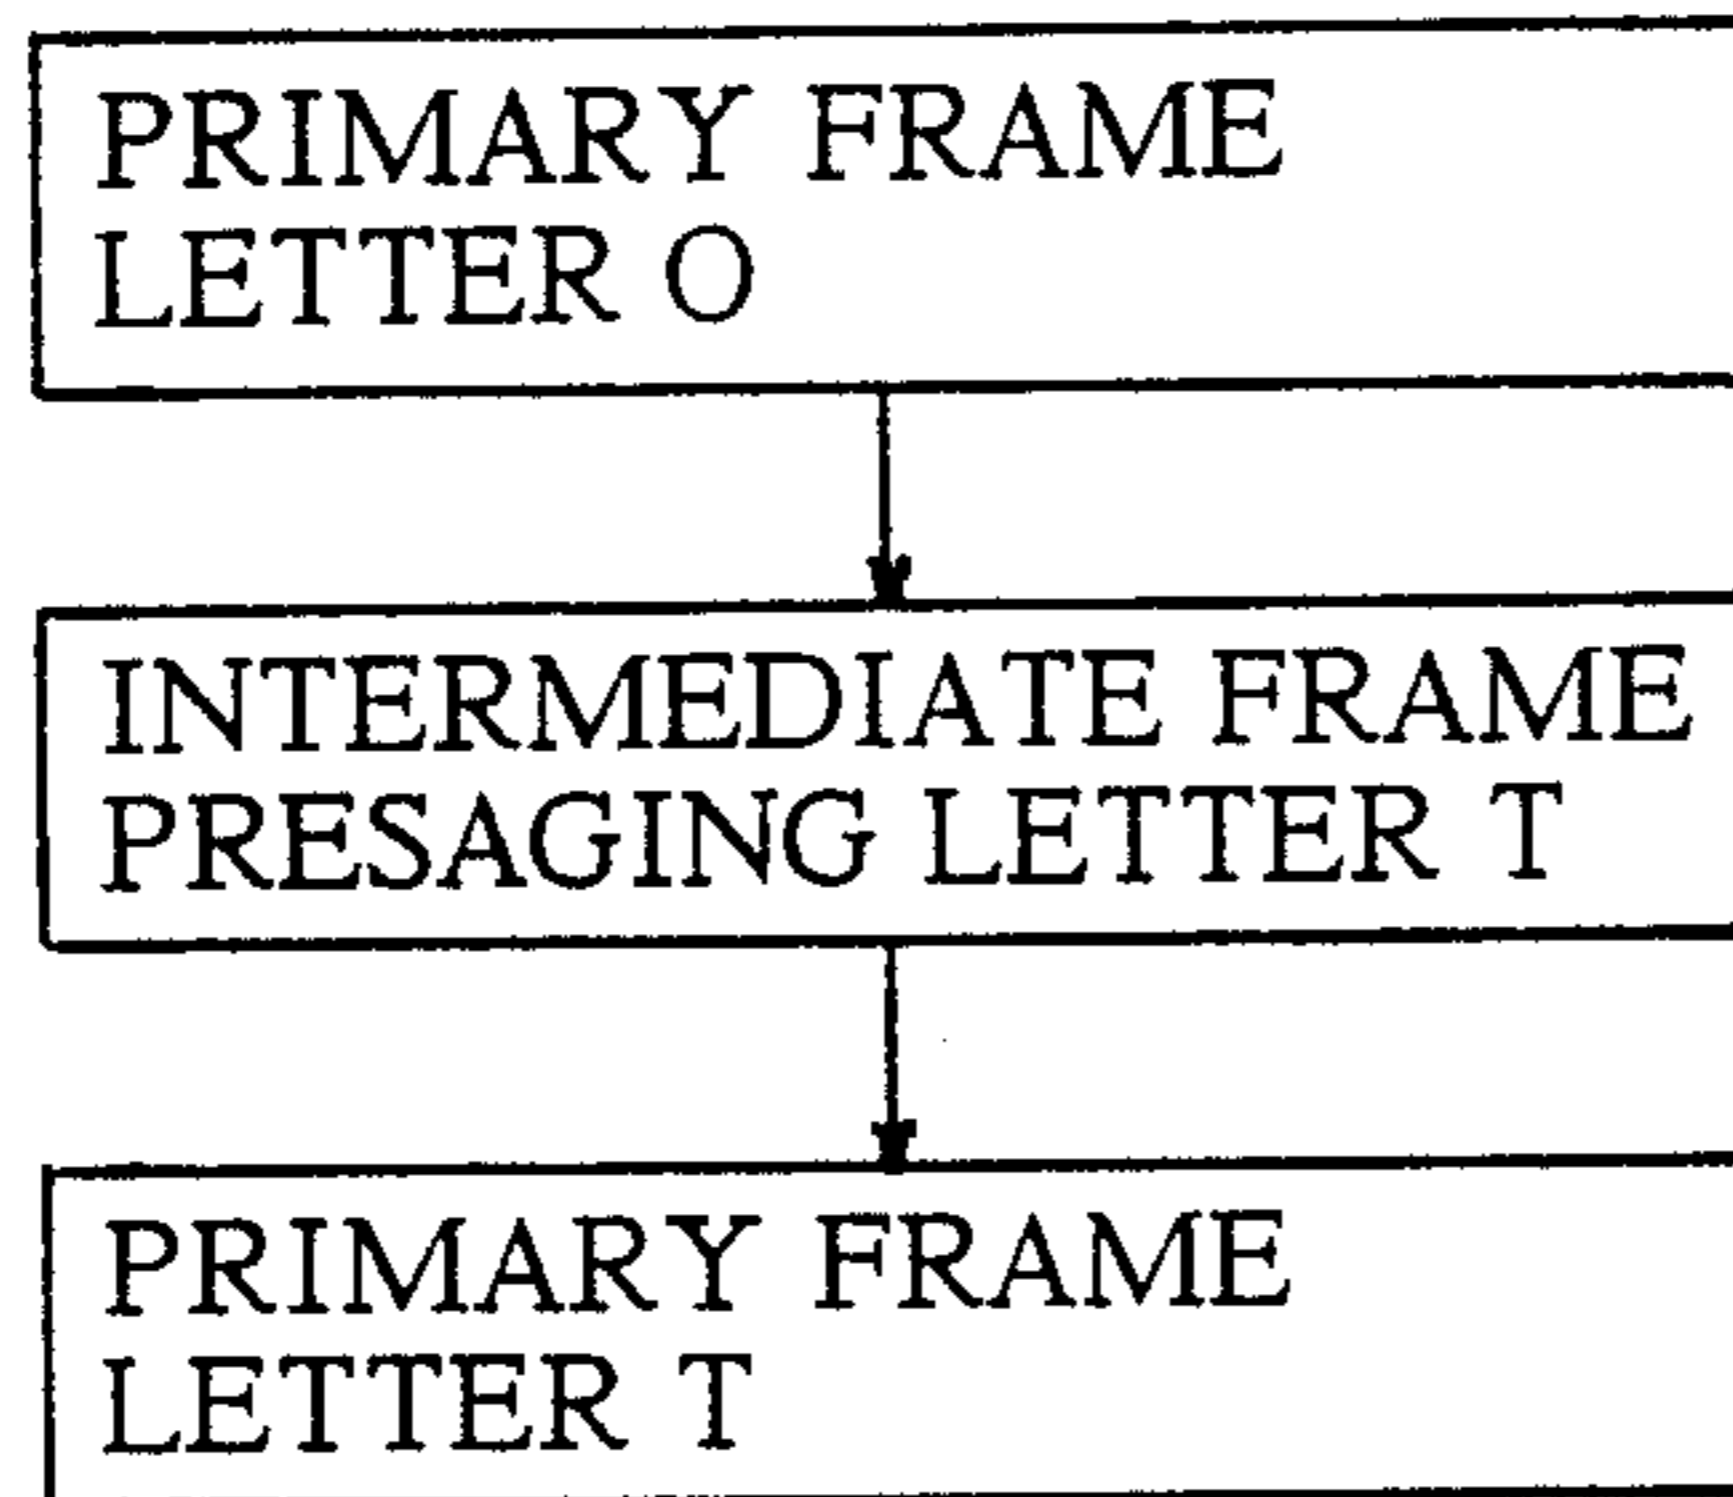 PRIMARY FRAME
LETTER O
INTERMEDIATE FRAME
PRESAGING LETTER T
PRIMARY FRAME
LETTER T